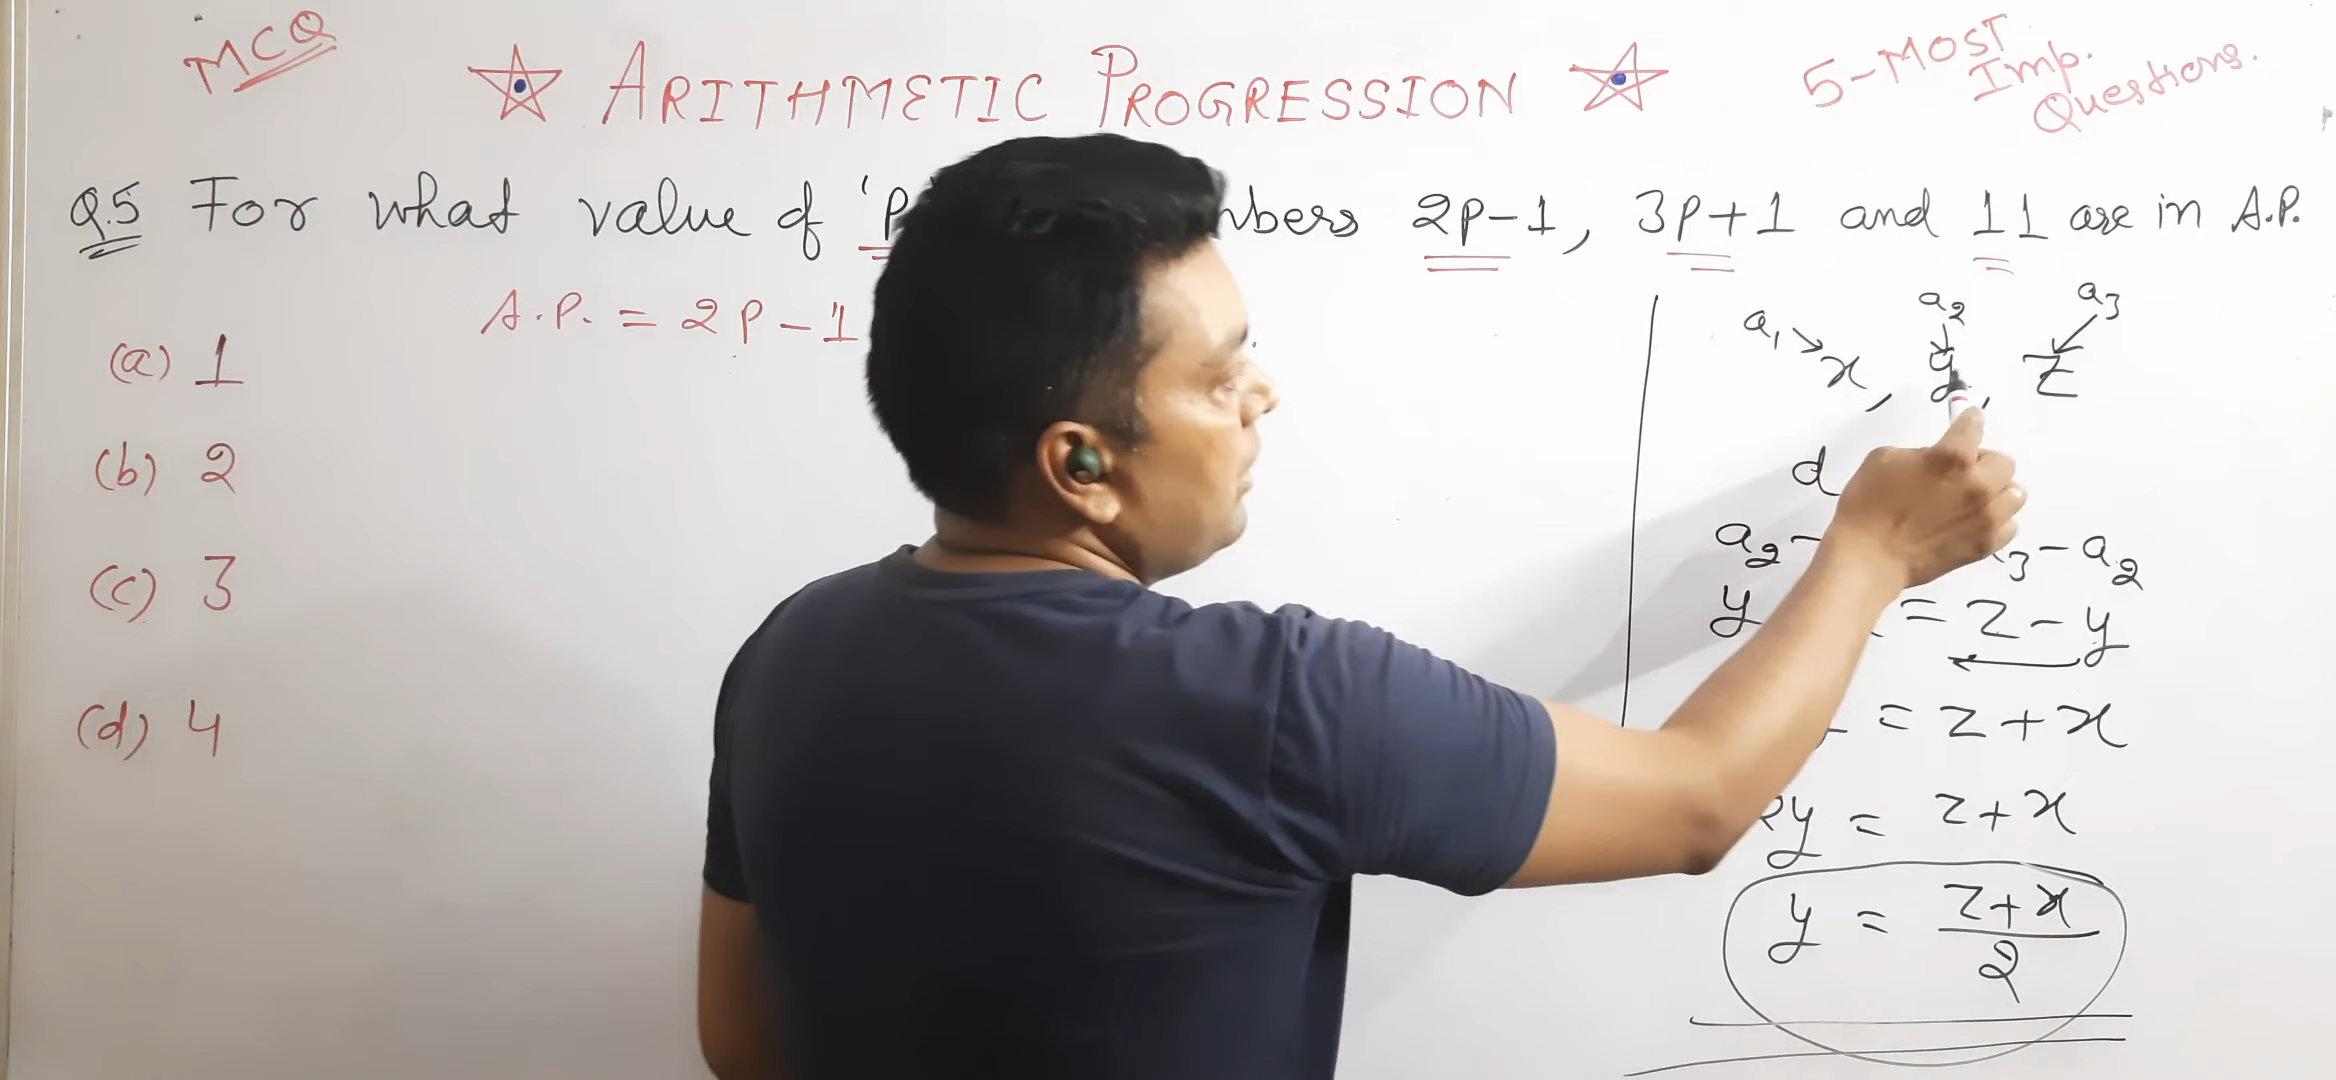 MCQ
ARITHMETIC PROGRESSION
5-MOST
Imp.
Questions.
Q.5 For what value of 'P 2p-1, 3p+1 and 11 are in A.P.
A.P. = 2p-1
(a) 1
(b) 2
(c) 3
(d) 4
a₁ a₂ a₃
x, y, z
d
a₂- ₃-a₂
y = z-y
= z+x
2y = z+x
y = z+x
2